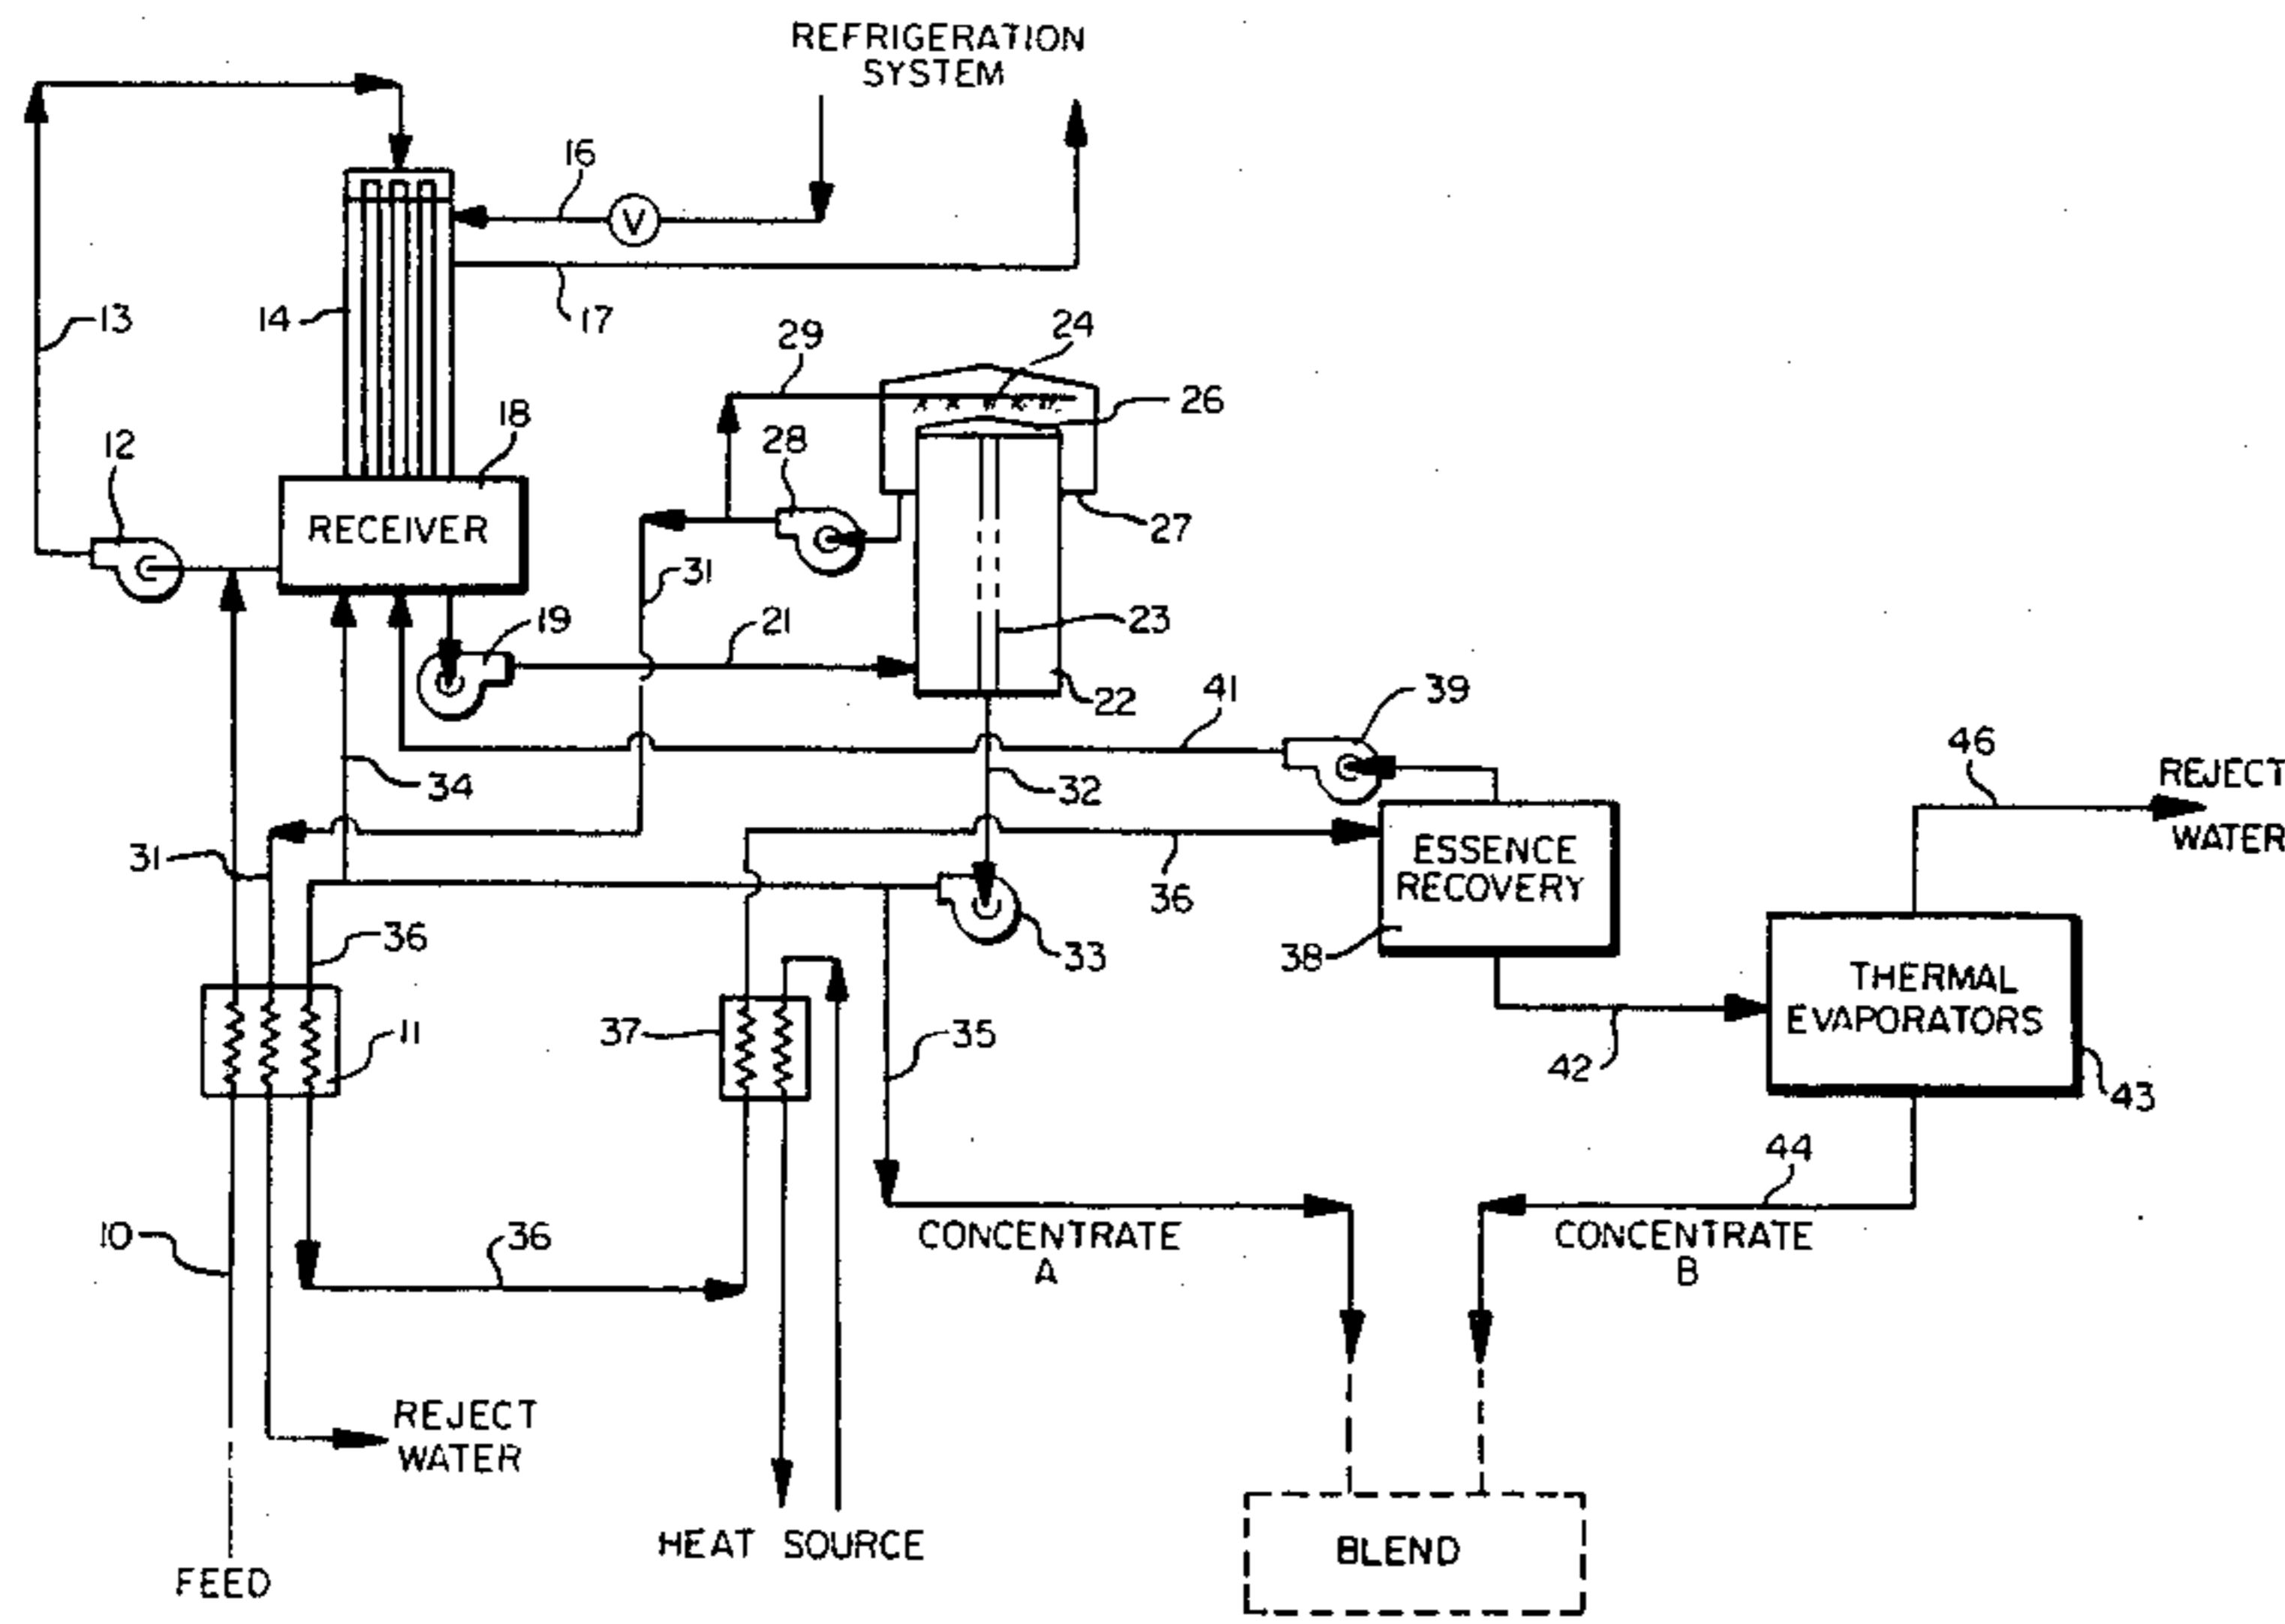 REFRIGERATION
SYSTEM
16
V
13
14
17
29
24
26
18
12
28
RECEIVER
27
31
19
21
23
22
41
39
34
32
46
REJECT
WATER
31
36
ESSENCE
RECOVERY
36
38
33
THERMAL
EVAPORATORS
37
11
35
42
43
44
10
36
CONCENTRATE
A
CONCENTRATE
B
REJECT
WATER
HEAT SOURCE
BLEND
FEED